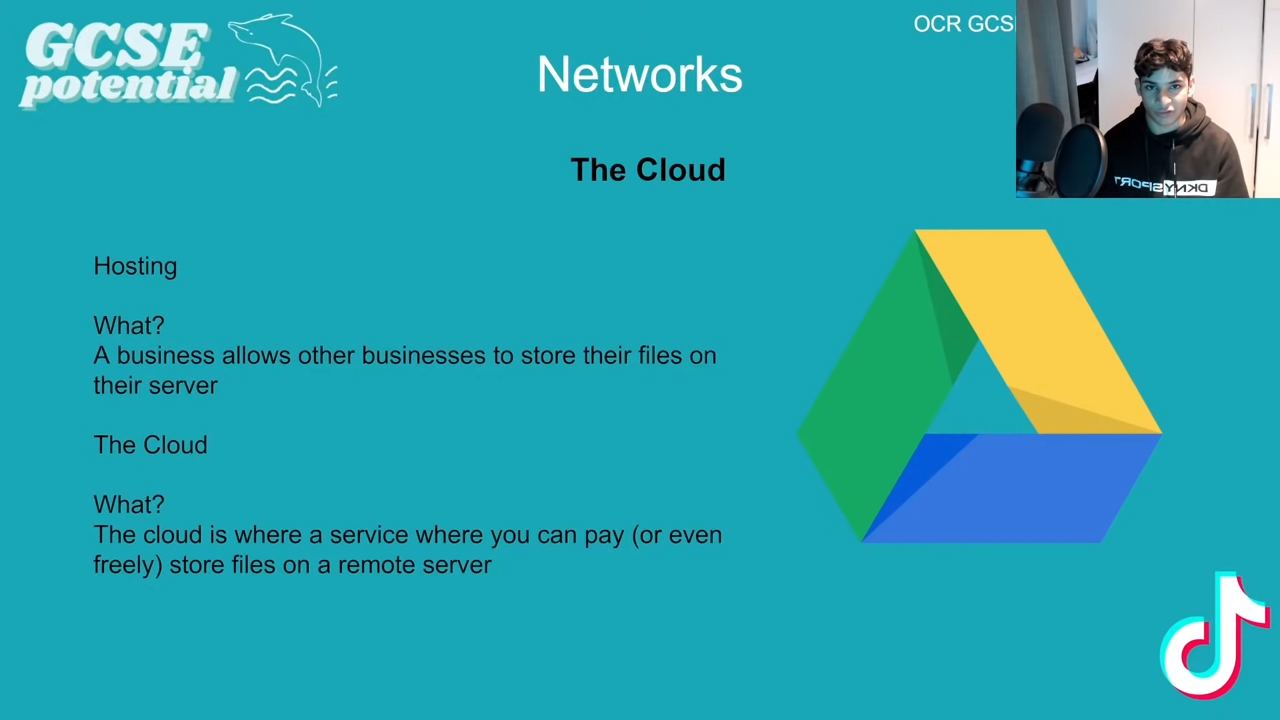 GCSE
potential
OCR GCS
Networks
The Cloud
DKNY SPORT
Hosting
What?
A business allows other businesses to store their files on
their server
The Cloud
What?
The cloud is where a service where you can pay (or even
freely) store files on a remote server